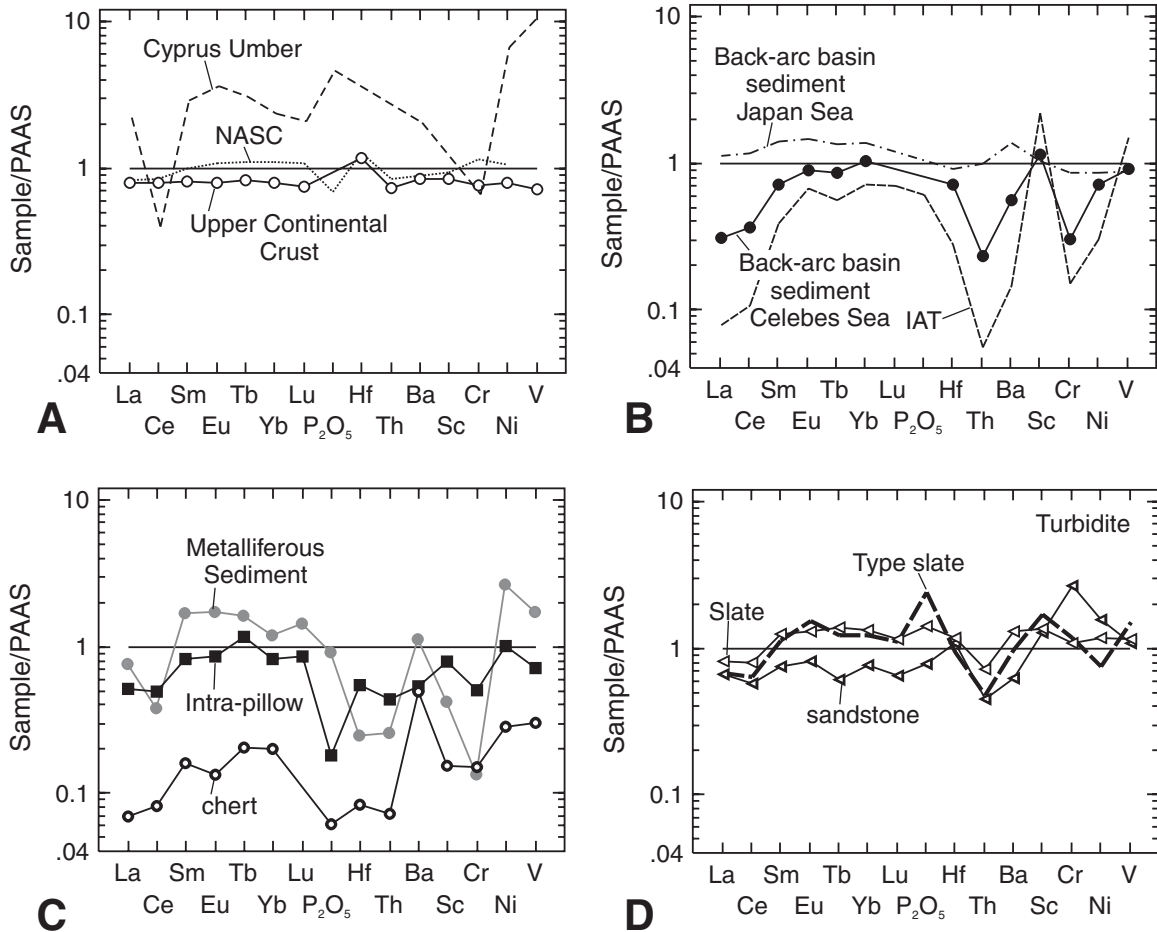 10
1
0.1
.04
Sample/PAAS
Cyprus Umber
NASC
Upper Continental
Crust
La Sm Tb Lu Hf Ba Cr V
Ce Eu Yb P₂O₅ Th Sc Ni
A
10
1
0.1
.04
Sample/PAAS
Back-arc basin
sediment
Japan Sea
Back-arc basin
sediment
Celebes Sea
IAT
La Sm Tb Lu Hf Ba Cr V
Ce Eu Yb P₂O₅ Th Sc Ni
B
10
1
0.1
.04
Sample/PAAS
Metalliferous
Sediment
Intra-pillow
chert
La Sm Tb Lu Hf Ba Cr V
Ce Eu Yb P₂O₅ Th Sc Ni
C
10
1
0.1
.04
Sample/PAAS
Turbidite
Type slate
Slate
sandstone
La Sm Tb Lu Hf Ba Cr V
Ce Eu Yb P₂O₅ Th Sc Ni
D